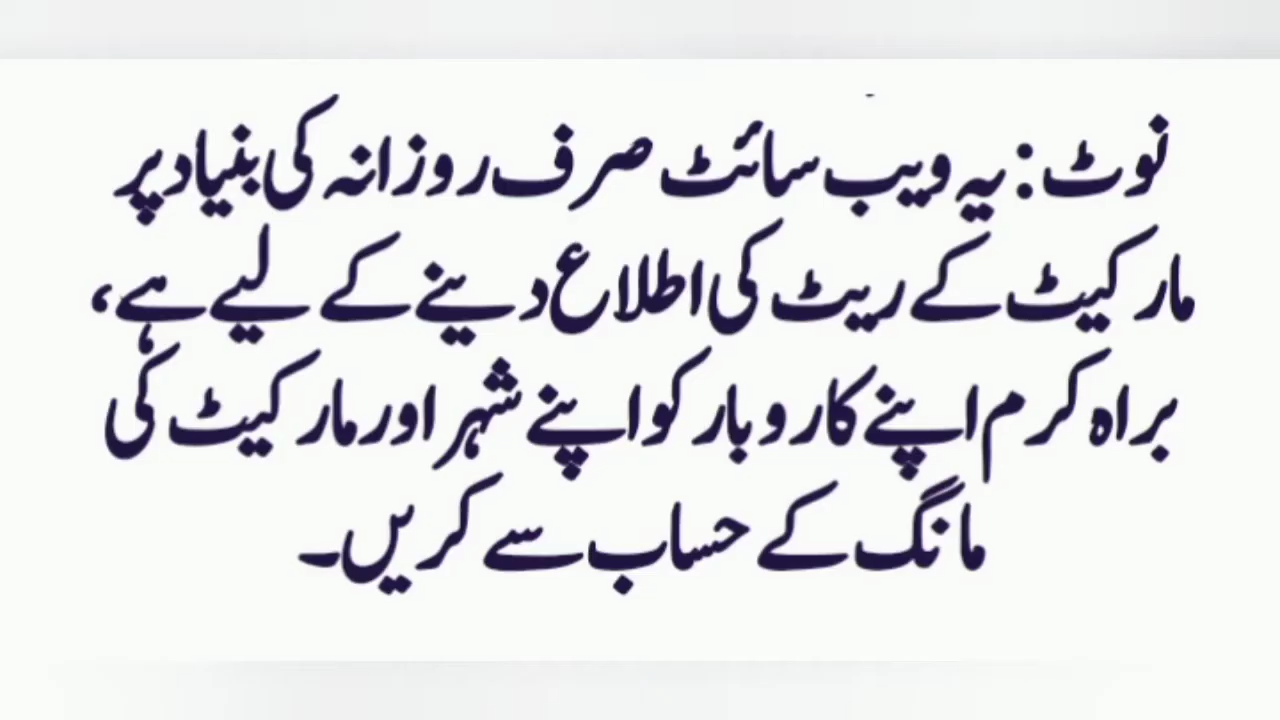 نوٹ: یہ ویب سائٹ صرف روزانہ کی بنیاد پر
مارکیٹ کے ریٹ کی اطلاع دینے کے لیے ہے،
براہ کرم اپنے کاروبار کو اپنے شہر اور مارکیٹ کی
مانگ کے حساب سے کریں۔